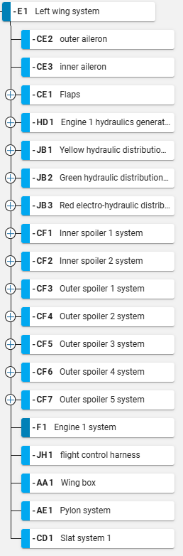 -E1 Left wing system
-CE2 outer aileron
-CE3 inner aileron
-CE1 Flaps
-HD1 Engine 1 hydraulics generat...
-JB1 Yellow hydraulic distributio...
-JB2 Green hydraulic distribution...
-JB3 Red electro-hydraulic distrib...
-CF1 Inner spoiler 1 system
-CF2 Inner spoiler 2 system
-CF3 Outer spoiler 1 system
-CF4 Outer spoiler 2 system
-CF5 Outer spoiler 3 system
-CF6 Outer spoiler 4 system
-CF7 Outer spoiler 5 system
-F1 Engine 1 system
-JH1 flight control harness
-AA1 Wing box
-AE1 Pylon system
-CD1 Slat system 1